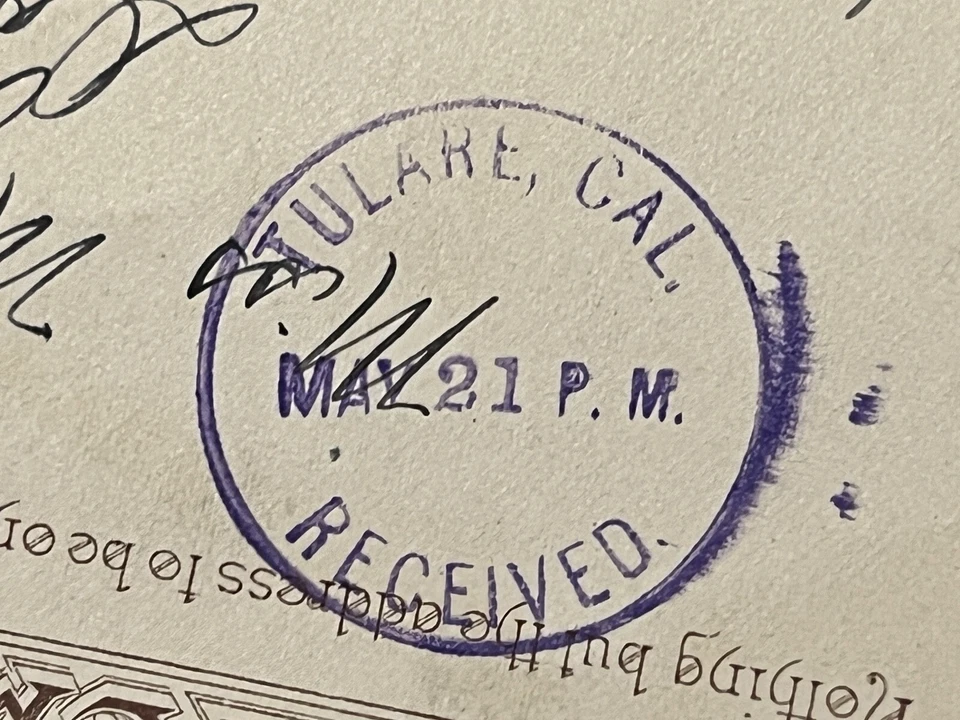 TULARE, CAL.
MAY 21 P. M.
RECEIVED.
Nothing but the address to be on